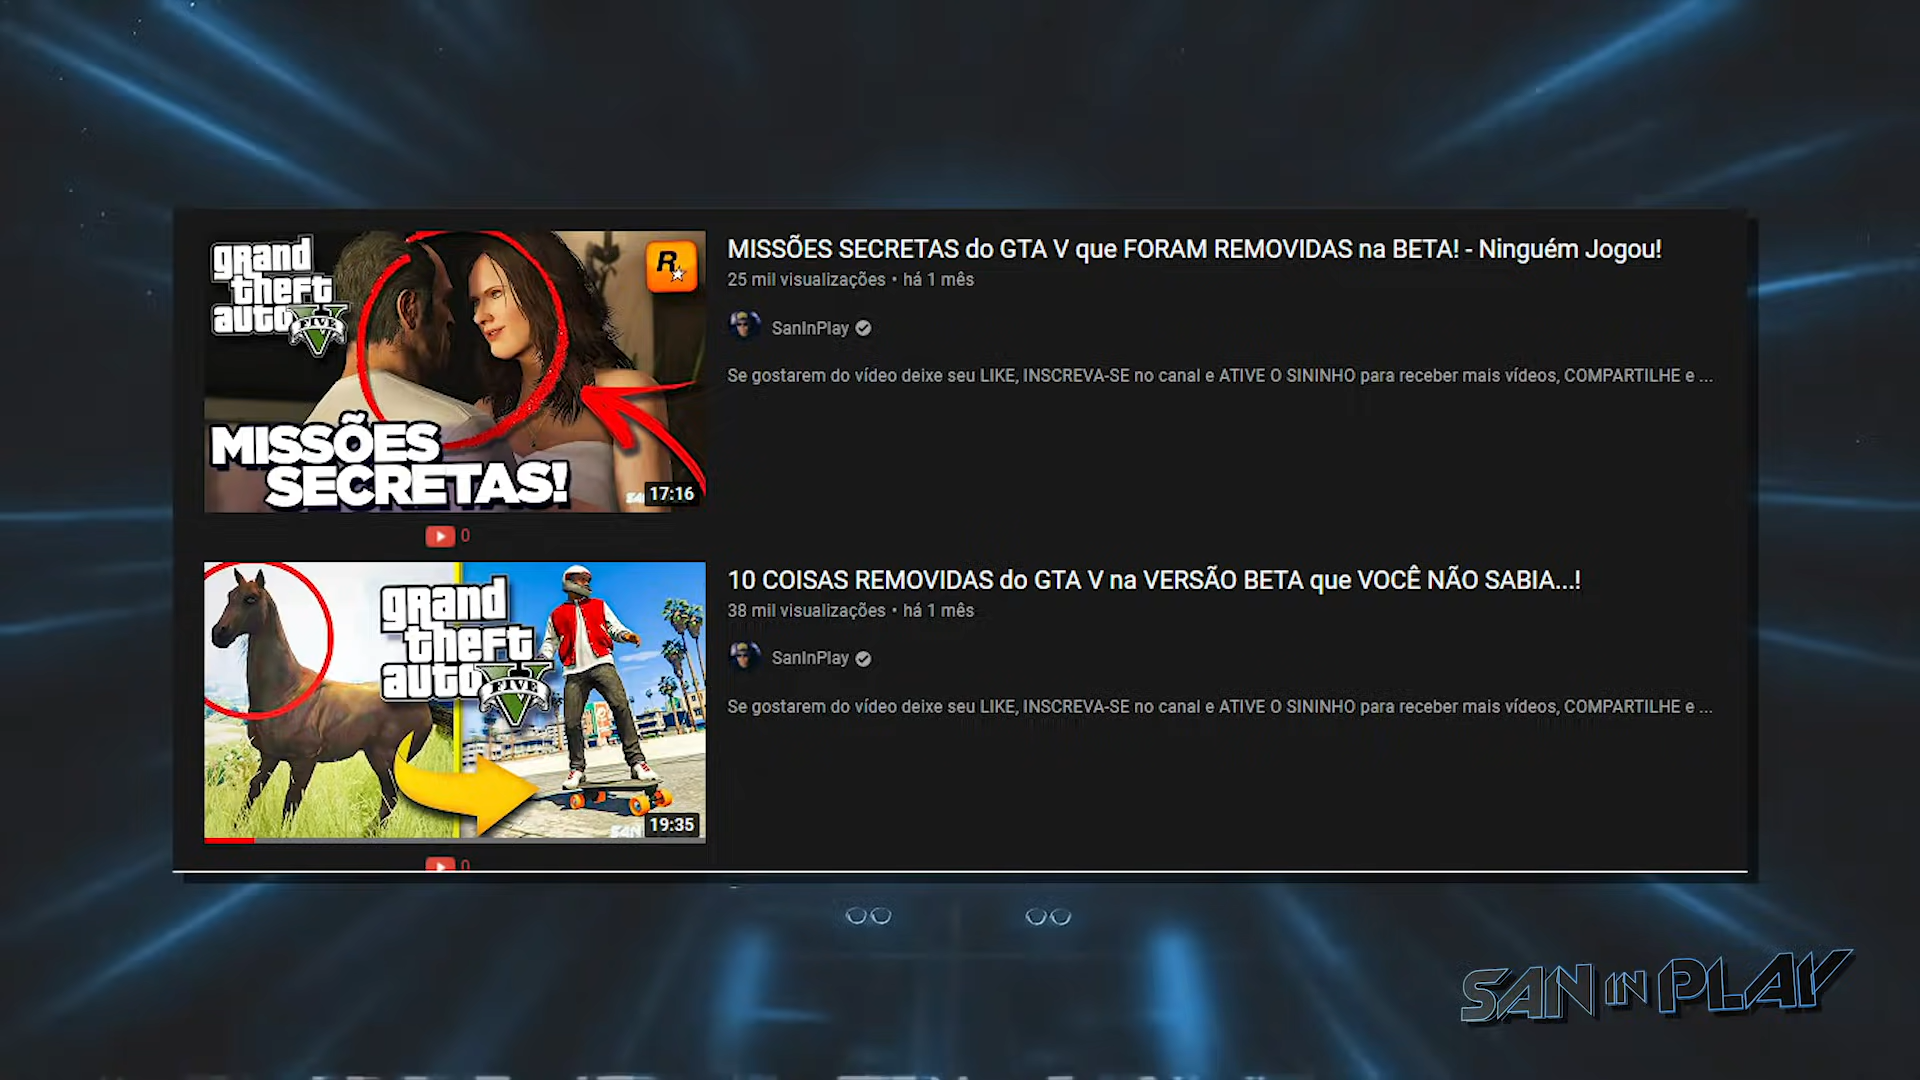 grand
theft
auto
FIVE
R
MISSÕES
SECRETAS!
17:16
MISSÕES SECRETAS do GTA V que FORAM REMOVIDAS na BETA! - Ninguém Jogou!
25 mil visualizações • há 1 mês
SanInPlay
Se gostarem do vídeo deixe seu LIKE, INSCREVA-SE no canal e ATIVE O SININHO para receber mais vídeos, COMPARTILHE e ...
0
grand
theft
auto
FIVE
SAN
19:35
10 COISAS REMOVIDAS do GTA V na VERSÃO BETA que VOCÊ NÃO SABIA...!
38 mil visualizações • há 1 mês
SanInPlay
Se gostarem do vídeo deixe seu LIKE, INSCREVA-SE no canal e ATIVE O SININHO para receber mais vídeos, COMPARTILHE e ...
0
SAN IN PLAY